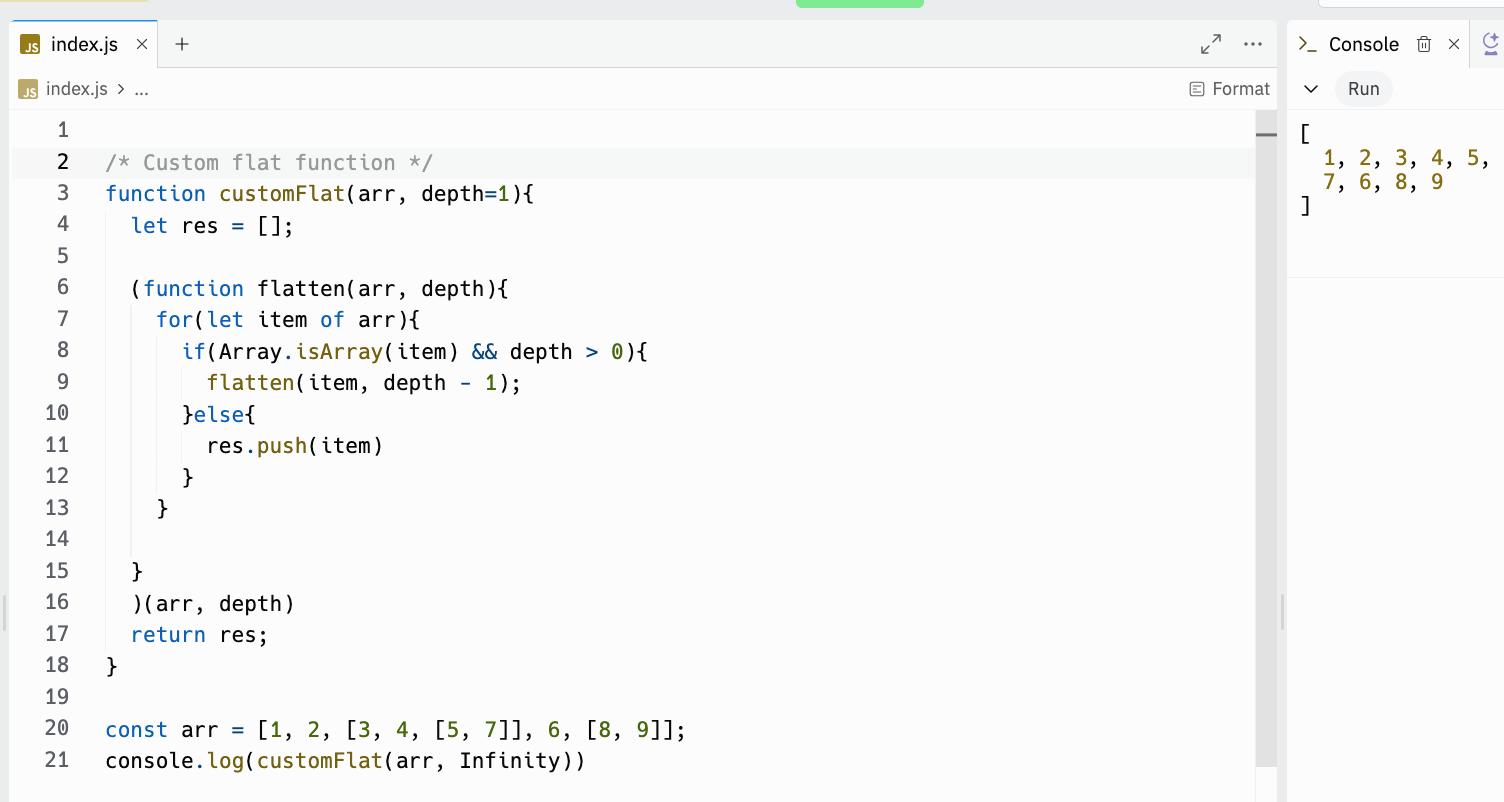 JS index.js × +
JS index.js > ...
Format
1
2 /* Custom flat function */
3 function customFlat(arr, depth=1){
4   let res = [];
5
6   (function flatten(arr, depth){
7     for(let item of arr){
8       if(Array.isArray(item) && depth > 0){
9         flatten(item, depth - 1);
10       }else{
11         res.push(item)
12       }
13     }
14
15   }
16   )(arr, depth)
17   return res;
18 }
19
20 const arr = [1, 2, [3, 4, [5, 7]], 6, [8, 9]];
21 console.log(customFlat(arr, Infinity))
>_ Console ×
Run
[
  1, 2, 3, 4, 5,
  7, 6, 8, 9
]